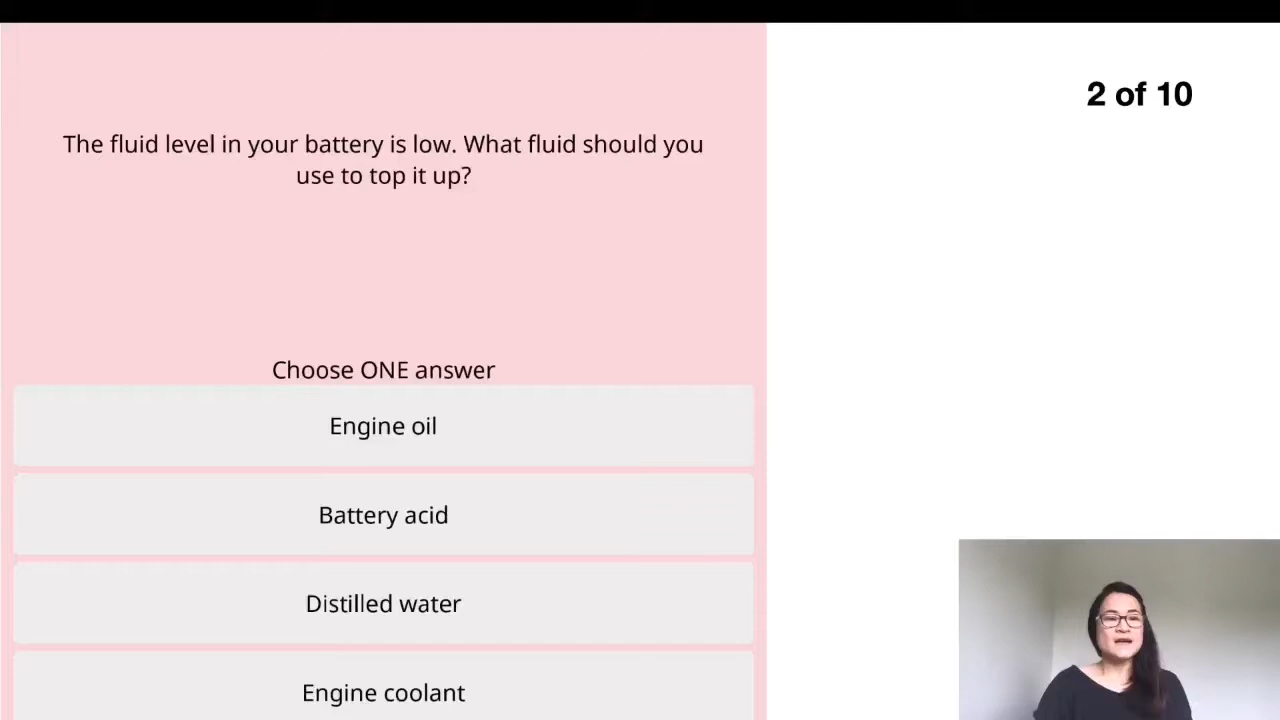 2 of 10
The fluid level in your battery is low. What fluid should you
use to top it up?
Choose ONE answer
Engine oil
Battery acid
Distilled water
Engine coolant